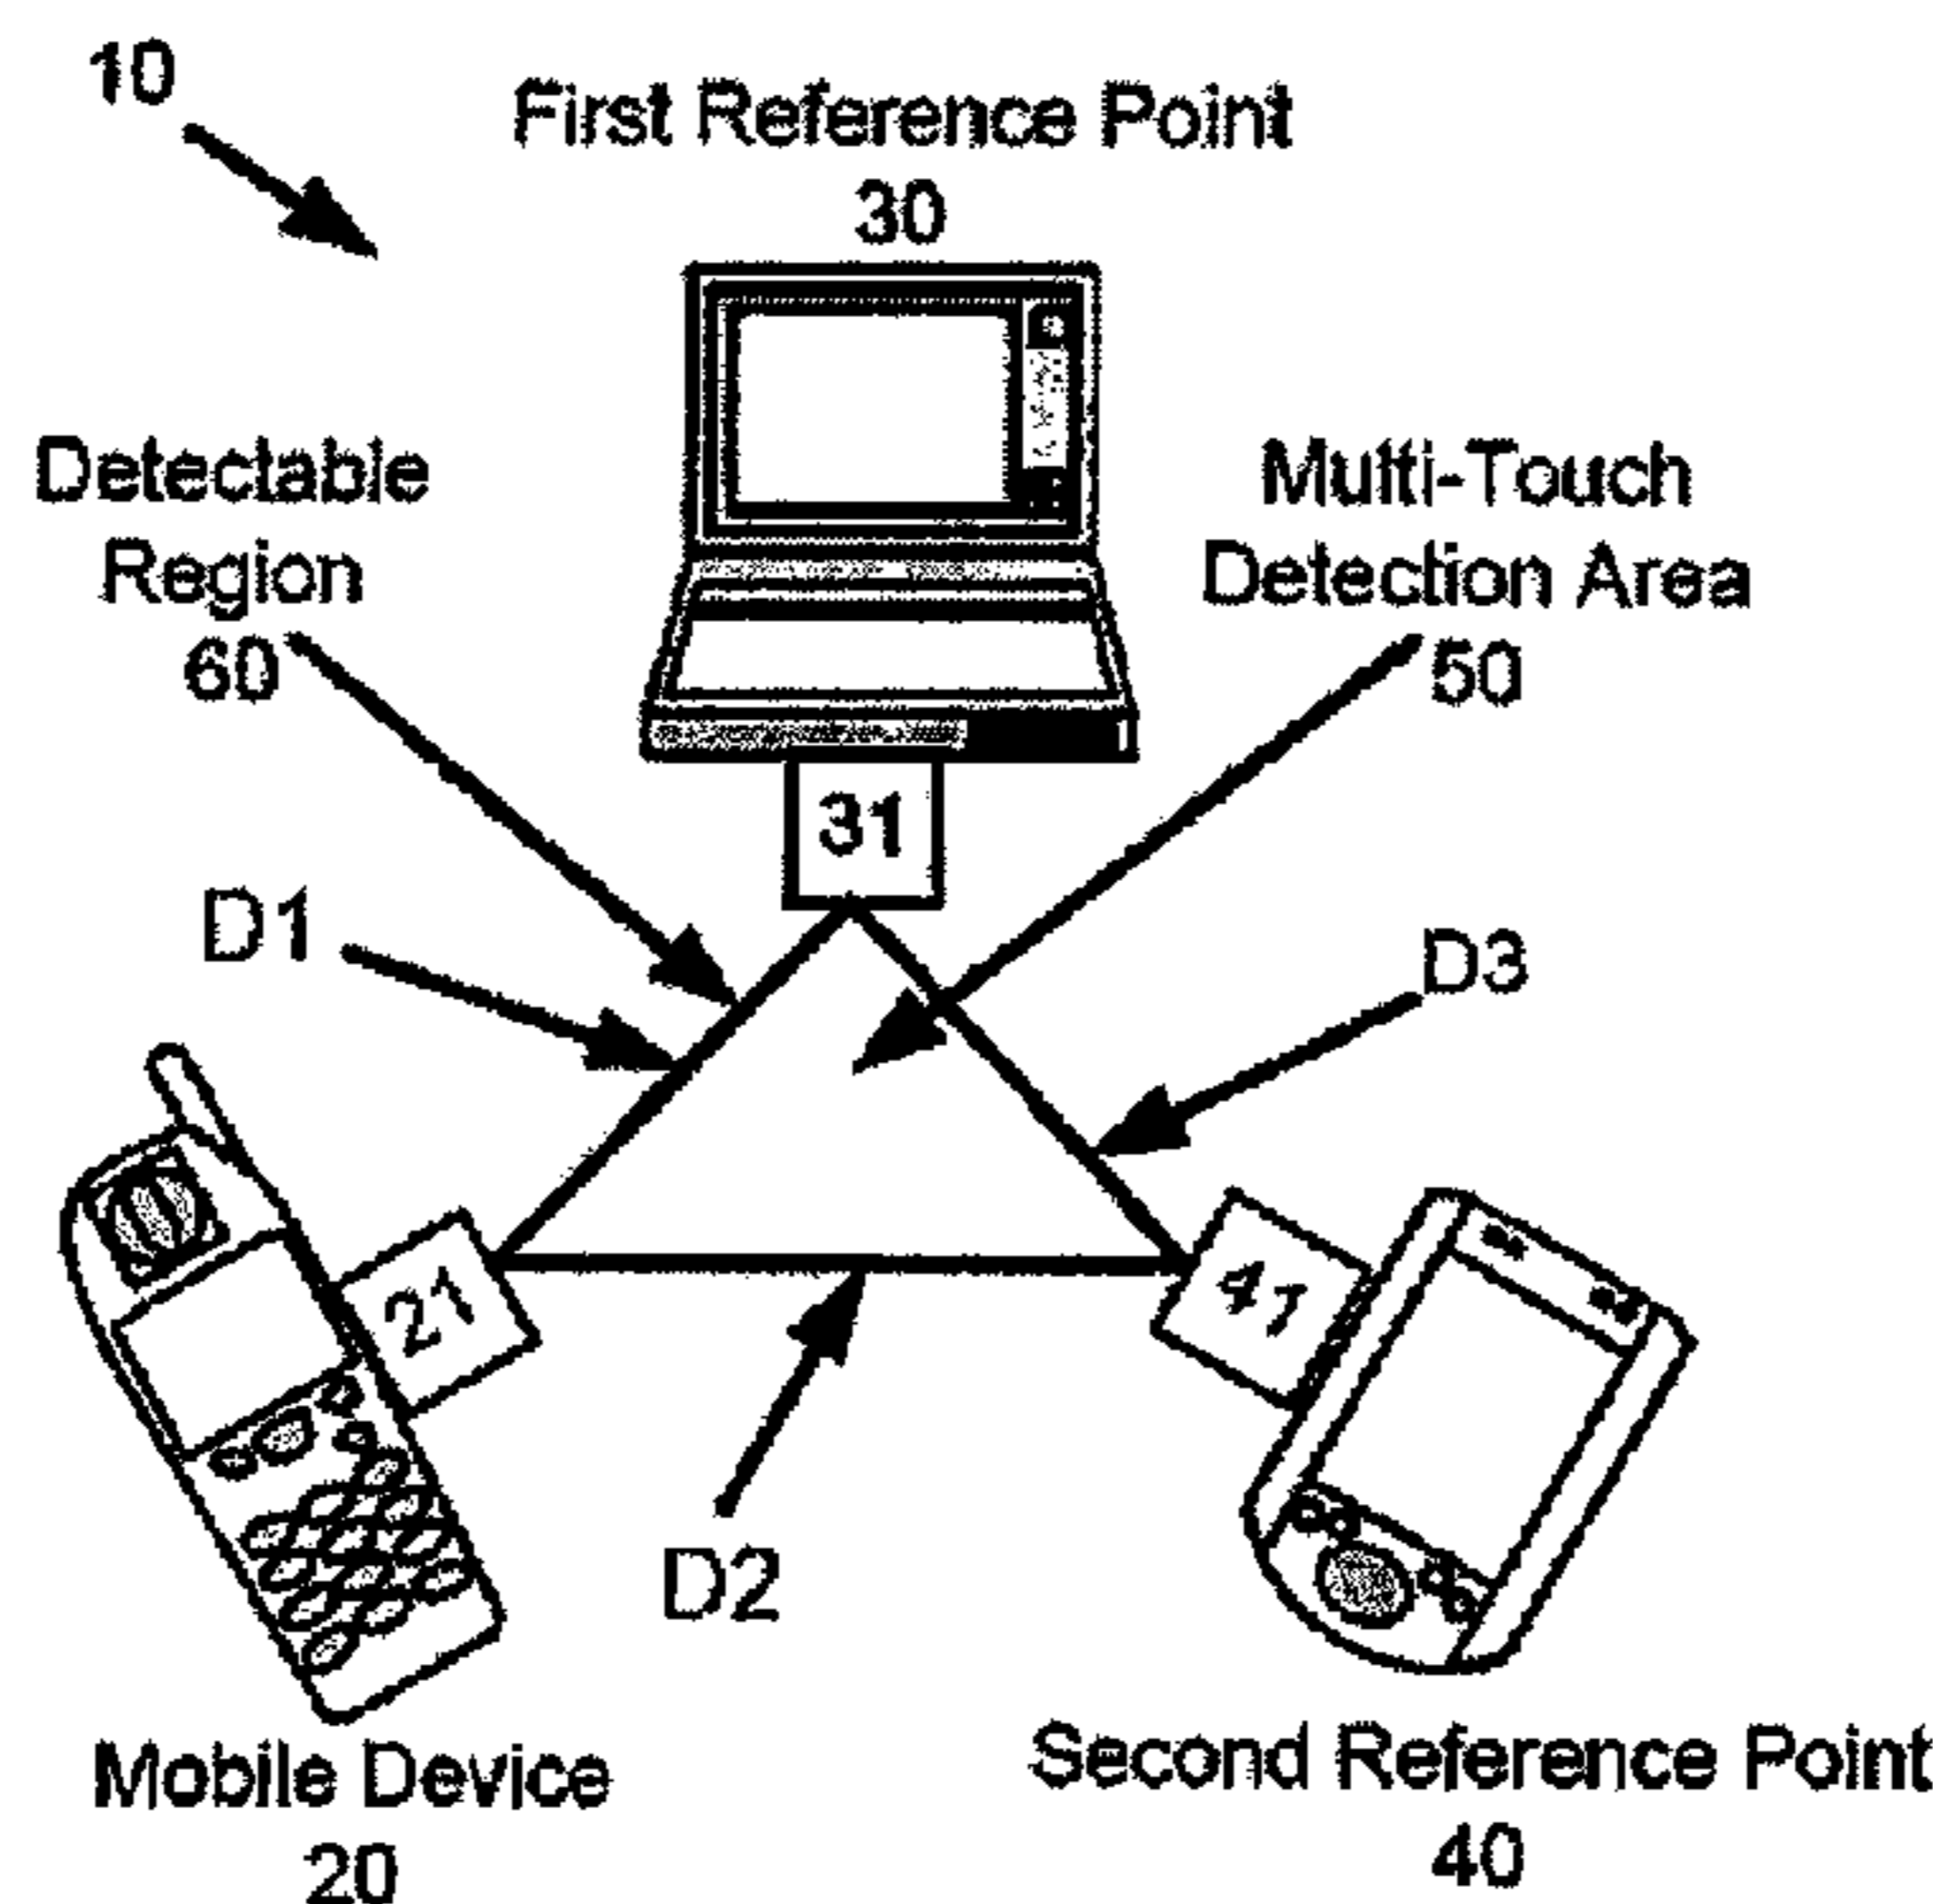 10
First Reference Point
30
Detectable
Region
60
Multi-Touch
Detection Area
50
31
D1
D3
21
41
D2
Mobile Device
20
Second Reference Point
40